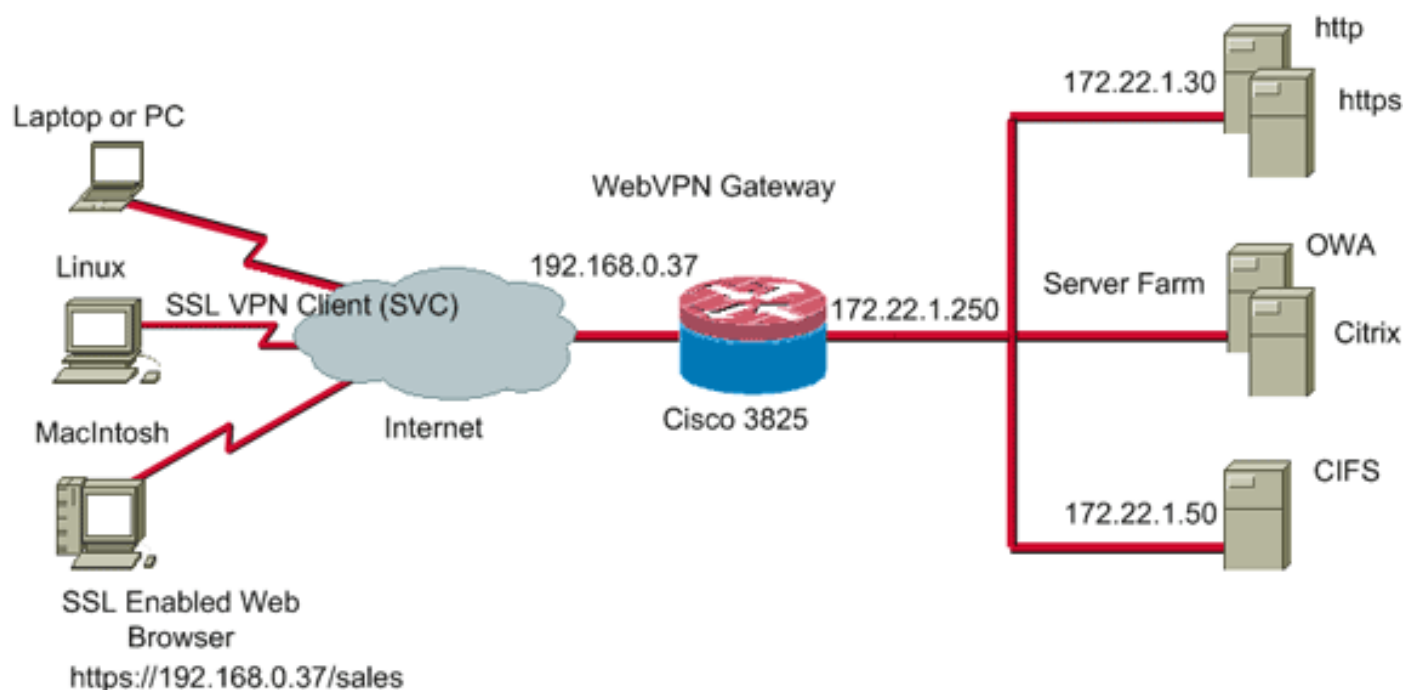 http
172.22.1.30
https
Laptop or PC
WebVPN Gateway
Linux
192.168.0.37
OWA
SSL VPN Client (SVC)
172.22.1.250
Server Farm
Citrix
MacIntosh
Internet
Cisco 3825
CIFS
172.22.1.50
SSL Enabled Web
Browser
https://192.168.0.37/sales